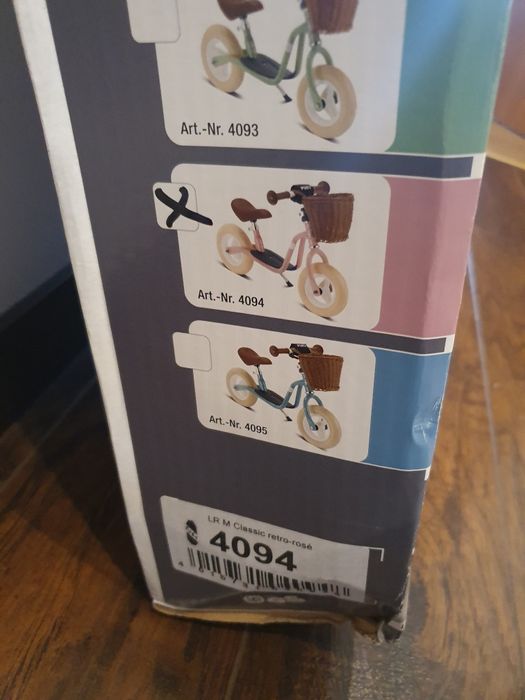 Art.-Nr. 4093
Art.-Nr. 4094
Art.-Nr. 4095
LR M Classic retro-rosé
4094